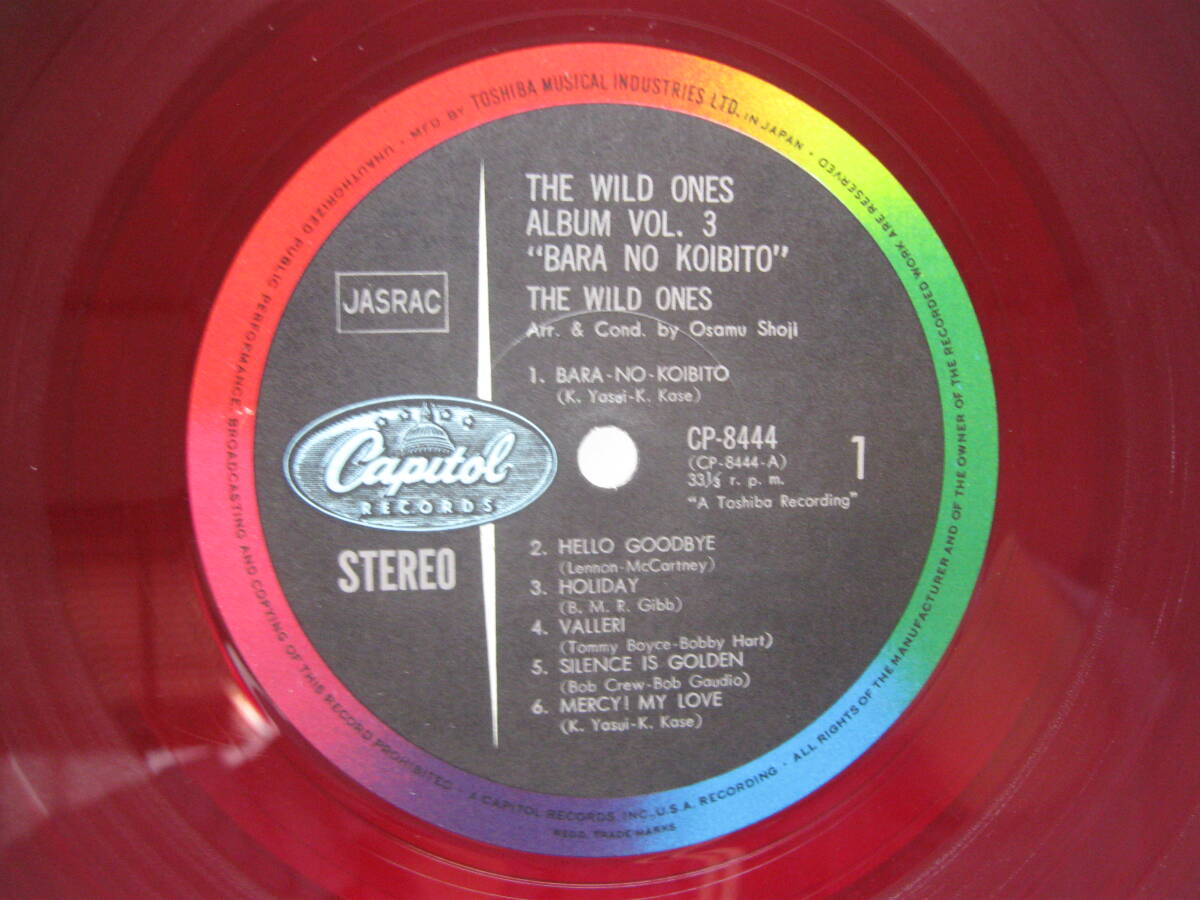 MFD BY TOSHIBA MUSICAL INDUSTRIES LTD. IN JAPAN · ALL RIGHTS OF THE MANUFACTURER AND OF THE OWNER OF THE RECORDED WORK ARE RESERVED
UNAUTHORIZED PUBLIC PERFORMANCE, BROADCASTING AND COPYING OF THIS RECORD PROHIBITED · A CAPITOL RECORDS, INC., U.S.A. RECORDING ·
REGD. TRADE MARKS
THE WILD ONES
ALBUM VOL. 3
"BARA NO KOIBITO"
THE WILD ONES
Arr. & Cond. by Osamu Shoji
JASRAC
1. BARA-NO-KOIBITO
(K. Yasui-K. Kase)
Capitol
RECORDS
STEREO
CP-8444
(CP-8444-A)
33⅓ r. p. m.
"A Toshiba Recording"
1
2. HELLO GOODBYE
(Lennon-McCartney)
3. HOLIDAY
(B. M. R. Gibb)
4. VALLERI
(Tommy Boyce-Bobby Hart)
5. SILENCE IS GOLDEN
(Bob Crew-Bob Gaudio)
6. MERCY! MY LOVE
(K. Yasui-K. Kase)